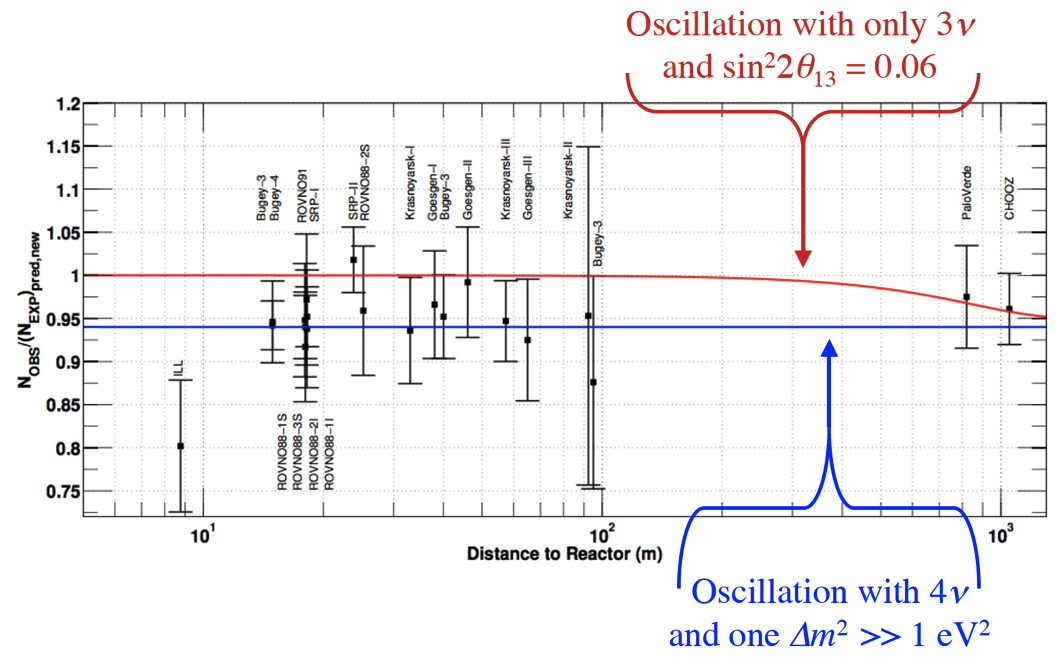 Oscillation with only 3ν
and sin²2θ₁₃ = 0.06
1.2
1.15
1.1
1.05
1
0.95
0.9
0.85
0.8
0.75
N_OBS/(N_EXP)_pred,new
ILL
Bugey−3
Bugey−4
ROVNO91
SRP−I
SRP−II
ROVNO88−2S
Krasnoyarsk−I
Goesgen−I
Bugey−3
Goesgen−II
Krasnoyarsk−III
Goesgen−III
Krasnoyarsk−II
Bugey−3
PaloVerde
CHOOZ
ROVNO88−1S
ROVNO88−3S
ROVNO88−2I
ROVNO88−1I
10¹
10²
10³
Distance to Reactor (m)
Oscillation with 4ν
and one Δm² >> 1 eV²